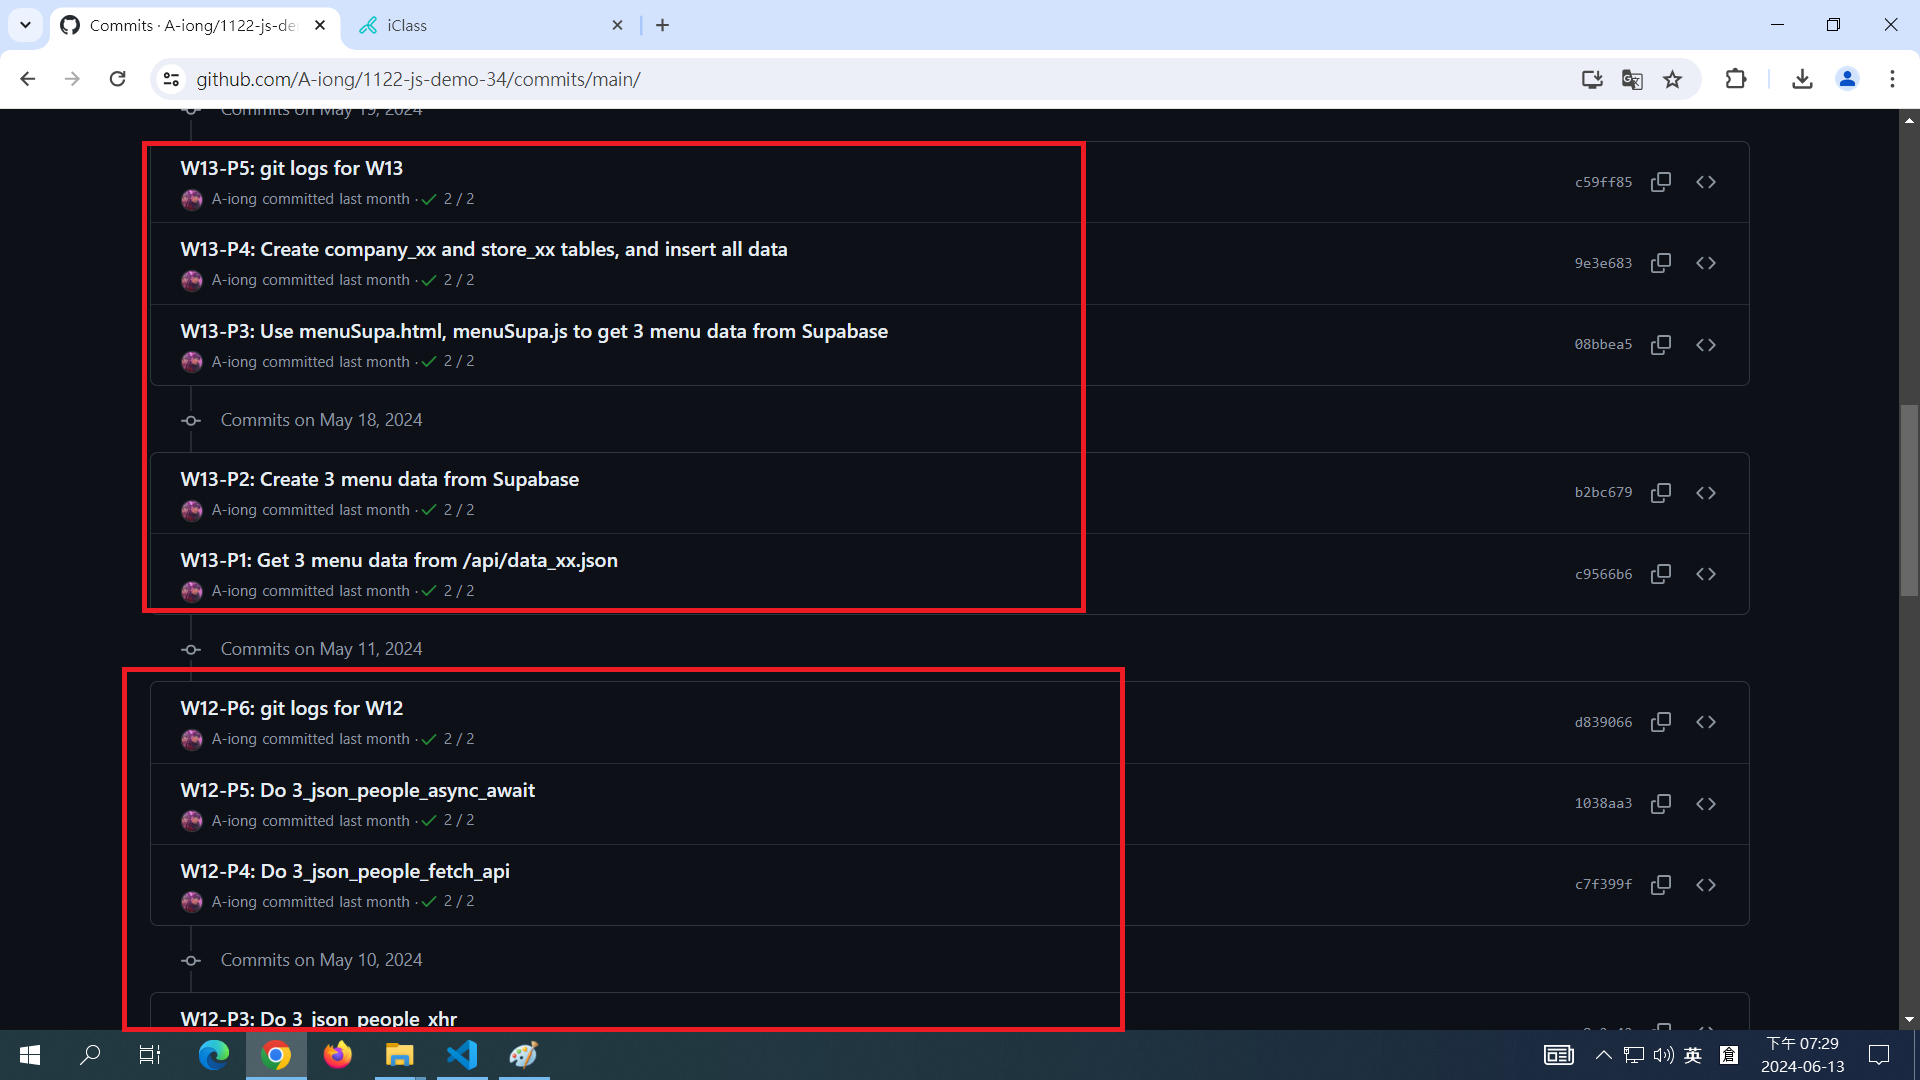 Commits · A-iong/1122-js-de
iClass
github.com/A-iong/1122-js-demo-34/commits/main/
Commits on May 19, 2024
W13-P5: git logs for W13
A-iong committed last month · 2 / 2
c59ff85
W13-P4: Create company_xx and store_xx tables, and insert all data
A-iong committed last month · 2 / 2
9e3e683
W13-P3: Use menuSupa.html, menuSupa.js to get 3 menu data from Supabase
A-iong committed last month · 2 / 2
08bbea5
Commits on May 18, 2024
W13-P2: Create 3 menu data from Supabase
A-iong committed last month · 2 / 2
b2bc679
W13-P1: Get 3 menu data from /api/data_xx.json
A-iong committed last month · 2 / 2
c9566b6
Commits on May 11, 2024
W12-P6: git logs for W12
A-iong committed last month · 2 / 2
d839066
W12-P5: Do 3_json_people_async_await
A-iong committed last month · 2 / 2
1038aa3
W12-P4: Do 3_json_people_fetch_api
A-iong committed last month · 2 / 2
c7f399f
Commits on May 10, 2024
W12-P3: Do 3_json_people_xhr
英
倉
下午 07:29
2024-06-13